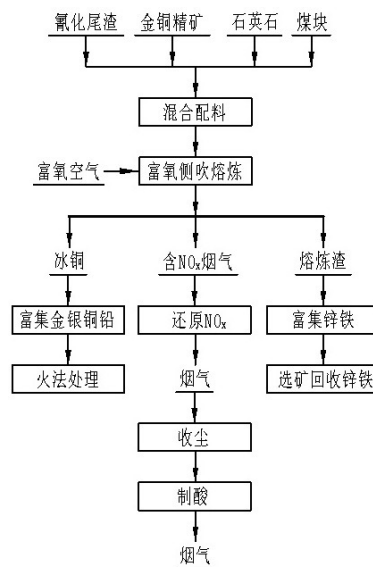 氰化尾渣 金铜精矿 石英石 煤块
混合配料
富氧空气 富氧侧吹熔炼
冰铜 含NOx烟气 熔炼渣
富集金银铜铅 还原NOx 富集锌铁
火法处理 烟气 选矿回收锌铁
收尘
制酸
烟气